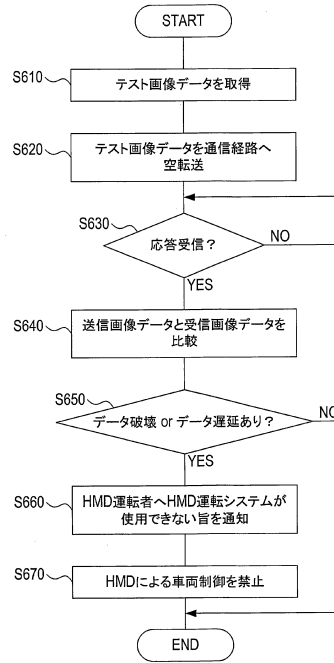 START
S610
テスト画像データを取得
S620
テスト画像データを通信経路へ
空転送
S630
応答受信?
NO
YES
S640
送信画像データと受信画像データを
比較
S650
データ破壊 or データ遅延あり?
NO
YES
S660
HMD運転者へHMD運転システムが
使用できない旨を通知
S670
HMDによる車両制御を禁止
END